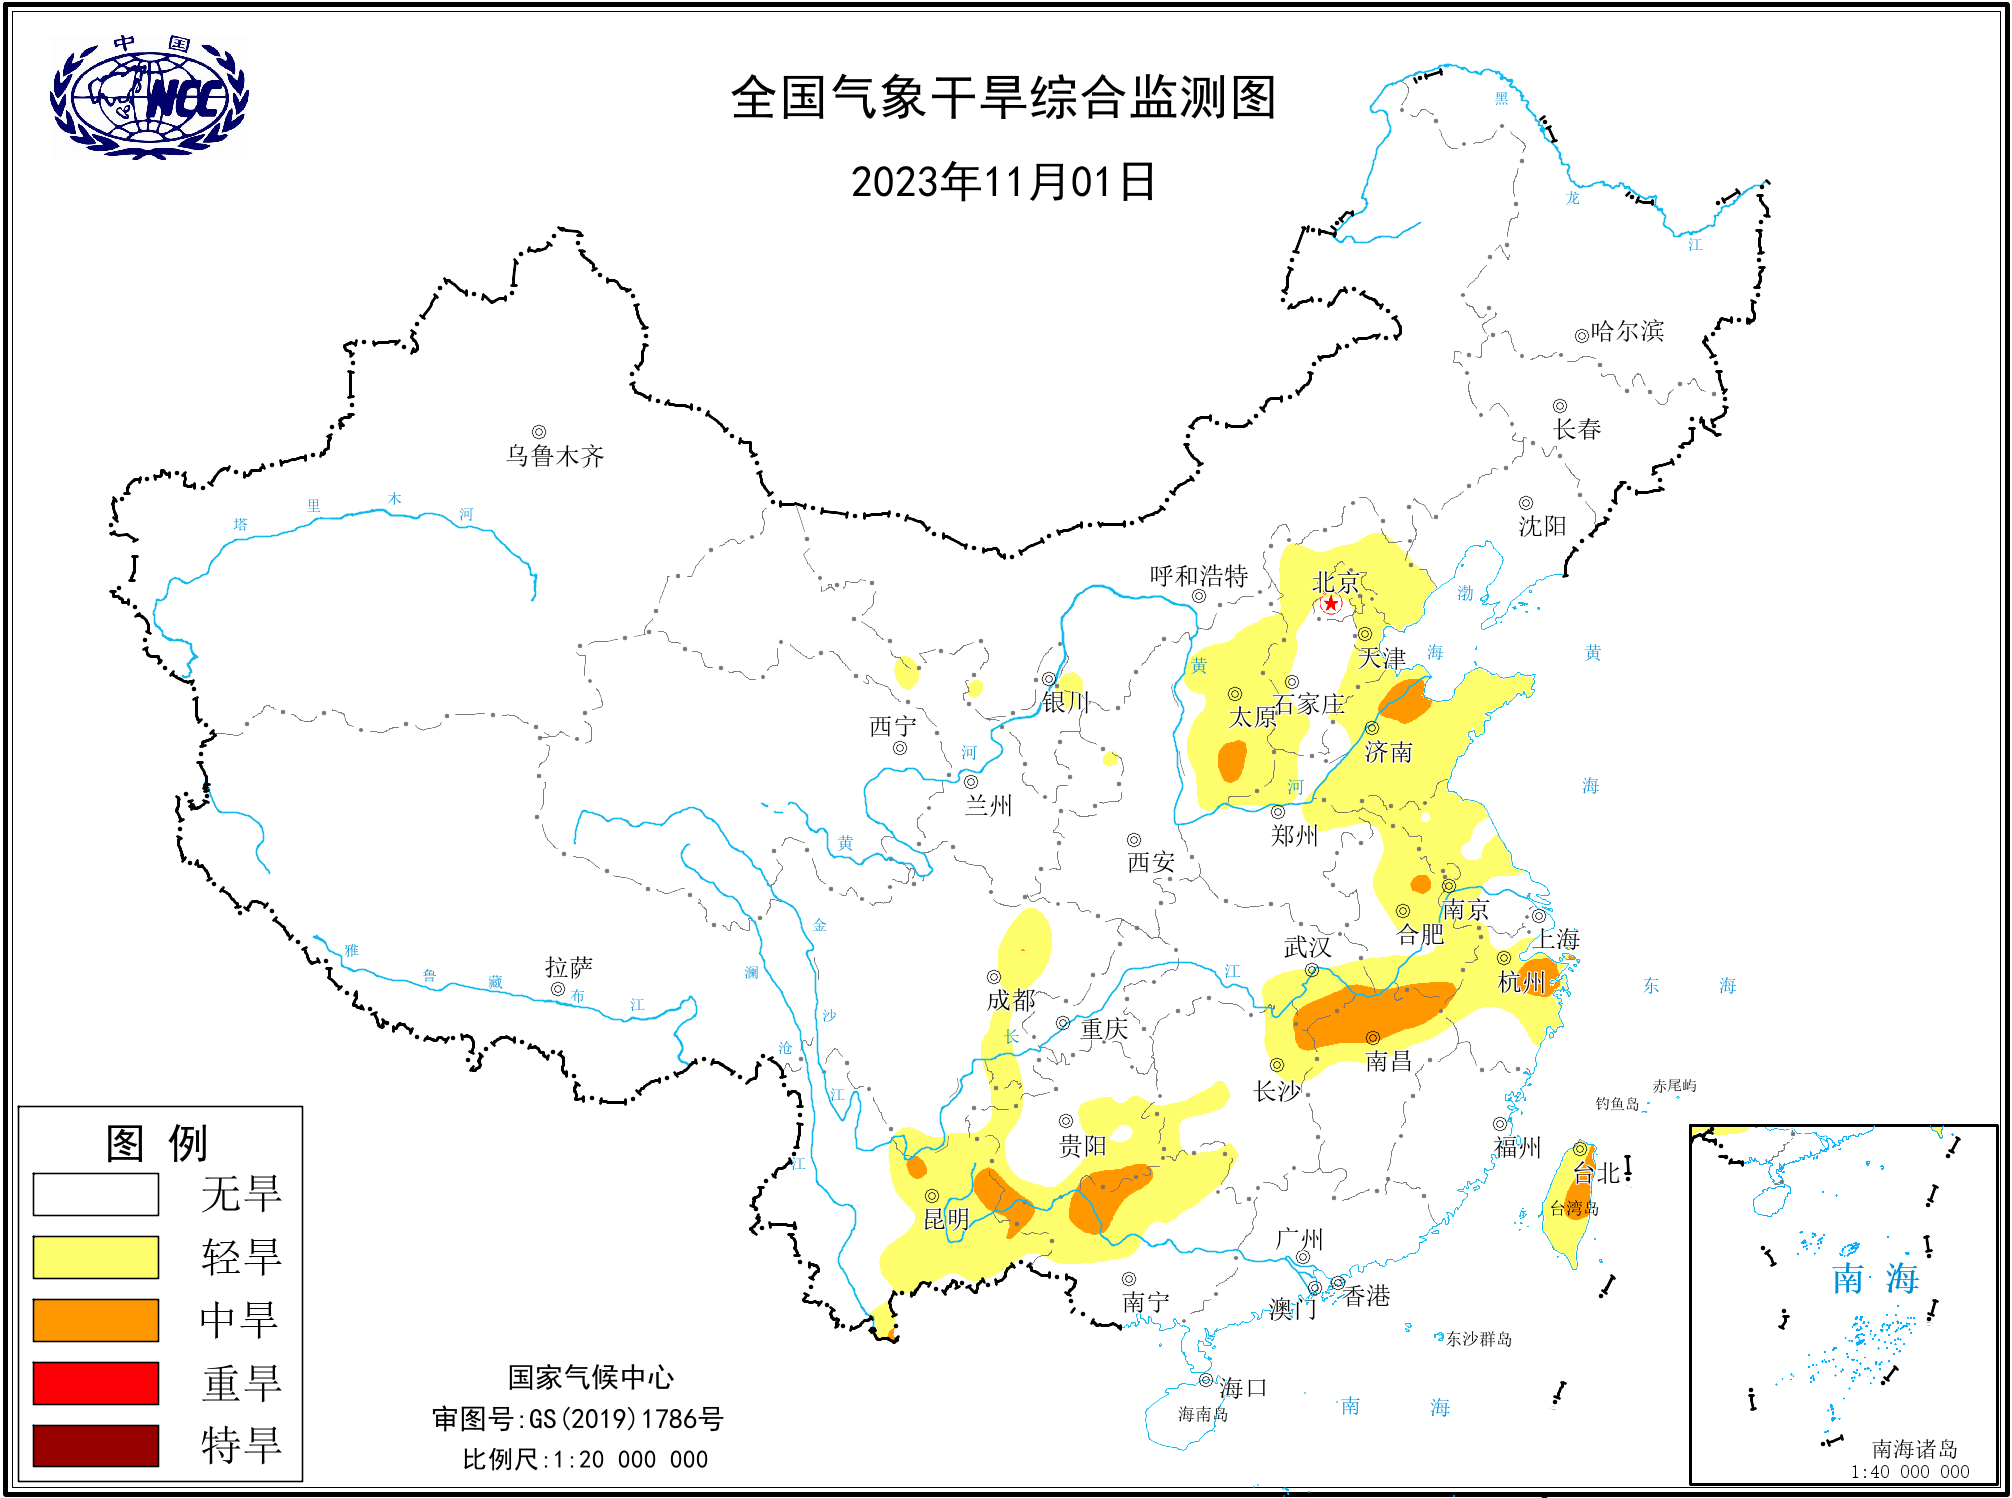 中国
NCC
全国气象干旱综合监测图
2023年11月01日
黑
龙
江
哈尔滨
长春
沈阳
乌鲁木齐
塔
里
木
河
呼和浩特
北京
天津
渤
海
黄
海
银川
黄
太原
石家庄
济南
西宁
河
兰州
河
郑州
黄
西安
南京
合肥
上海
杭州
东
海
武汉
江
金
沙
江
澜
沧
江
雅
鲁
藏
布
江
拉萨
成都
长
重庆
长沙
南昌
赤尾屿
钓鱼岛
福州
台北
台湾岛
贵阳
昆明
广州
南宁
澳门
香港
东沙群岛
海口
海南岛
南
海
图 例
无旱
轻旱
中旱
重旱
特旱
国家气候中心
审图号:GS(2019)1786号
比例尺:1:20 000 000
南 海
南海诸岛
1:40 000 000